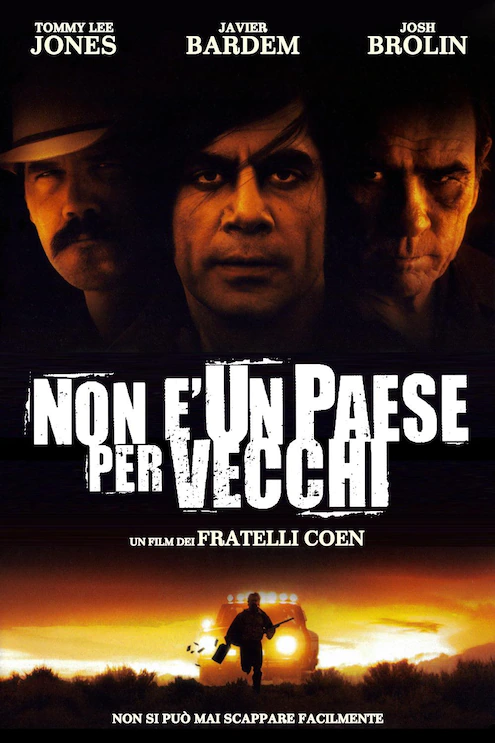 TOMMY LEE JONES
JAVIER BARDEM
JOSH BROLIN
NON E' UN PAESE
PER VECCHI
UN FILM DEI FRATELLI COEN
NON SI PUÒ MAI SCAPPARE FACILMENTE